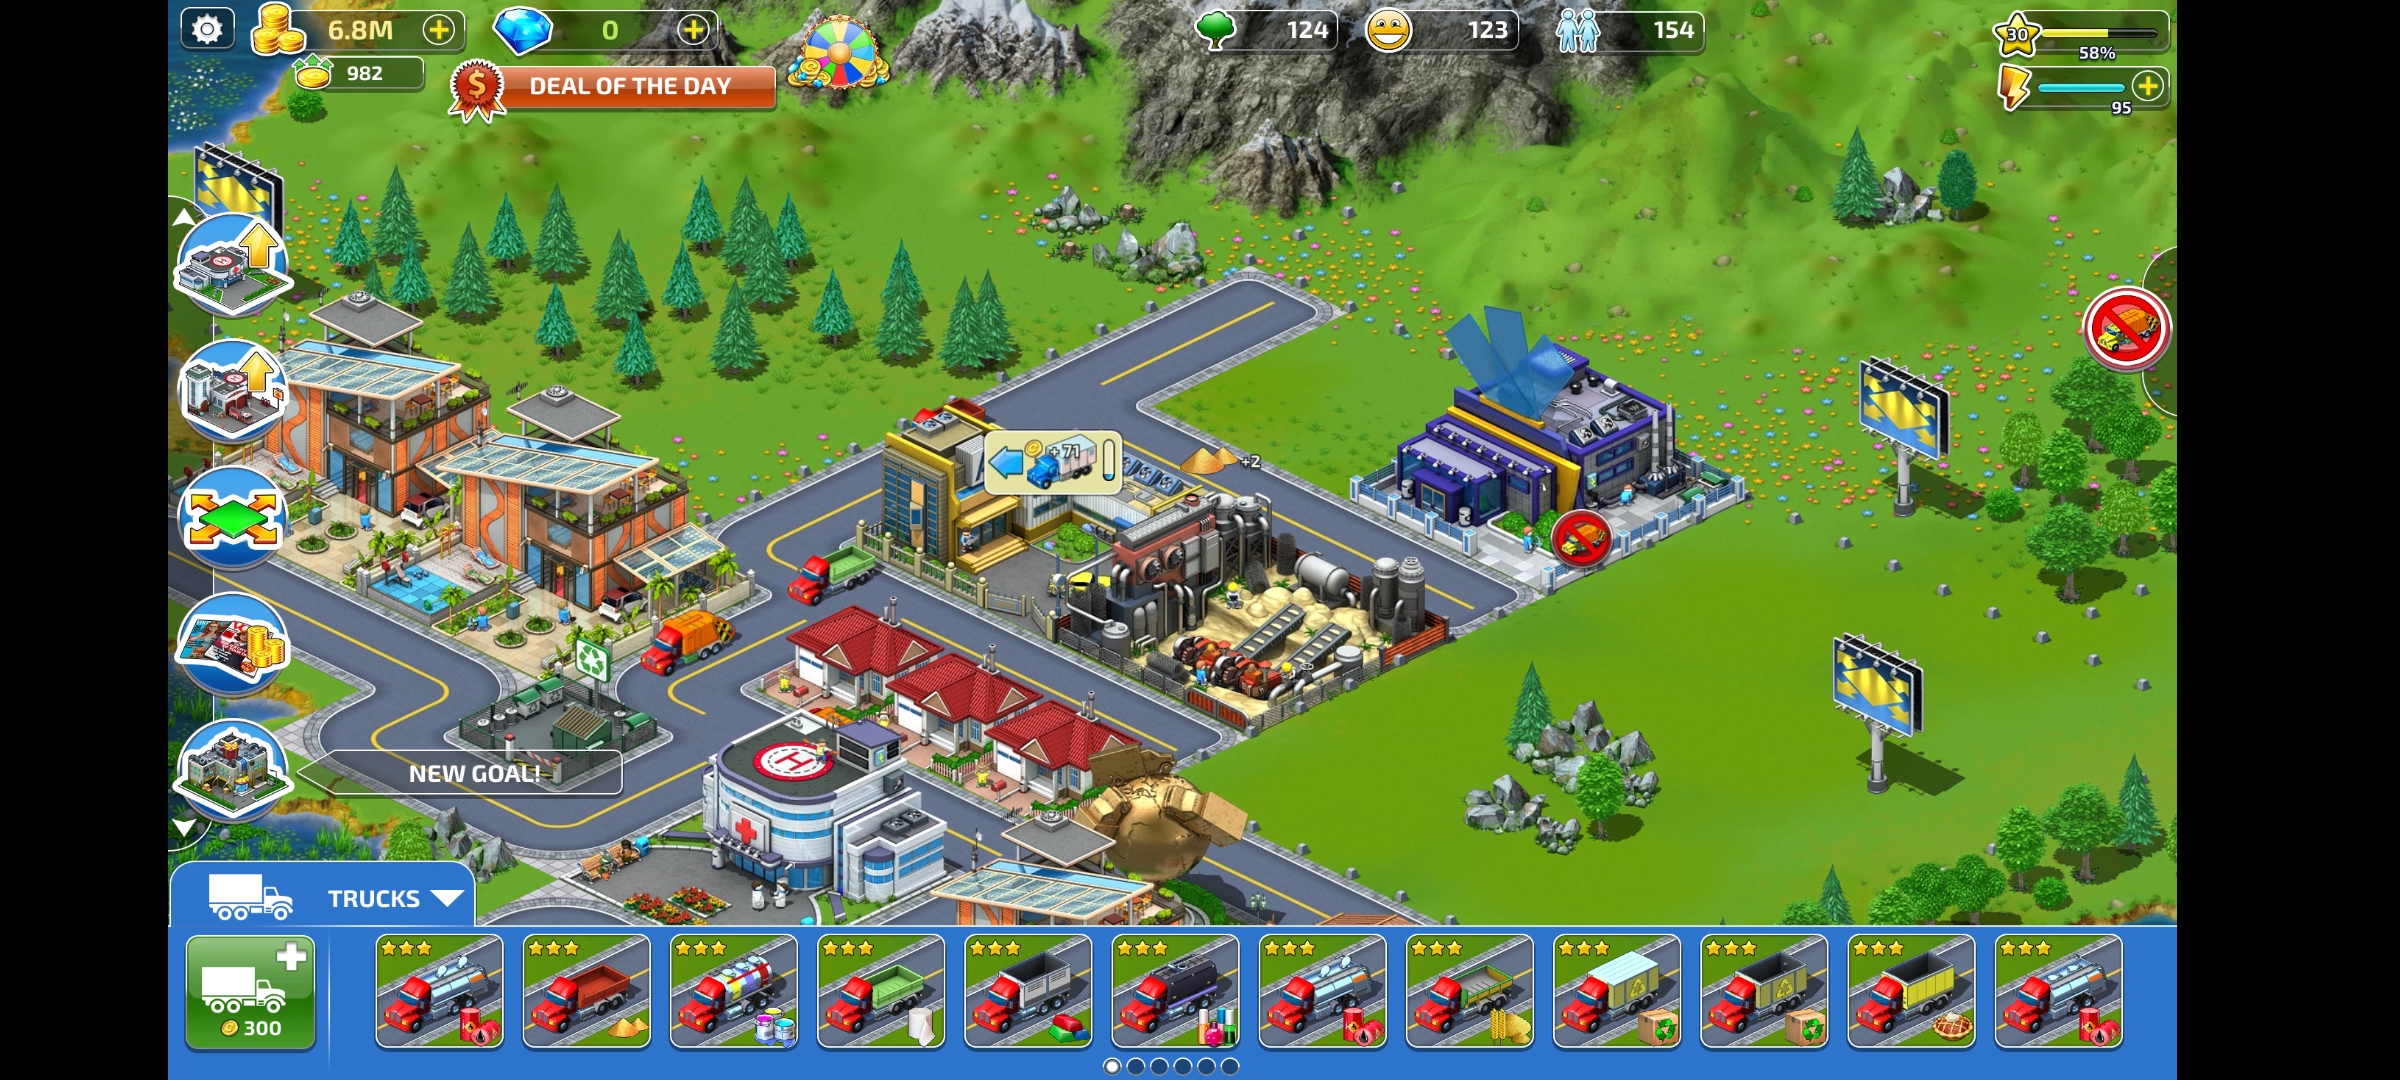 6.8M
0
124
123
154
30
58%
982
DEAL OF THE DAY
95
+71
+2
H
H
H
NEW GOAL!
TRUCKS
300